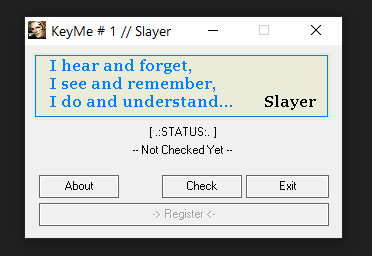 KeyMe # 1 // Slayer
I hear and forget,
I see and remember,
I do and understand... Slayer
[ .:STATUS:. ]
-- Not Checked Yet --
About Check Exit
-> Register <-